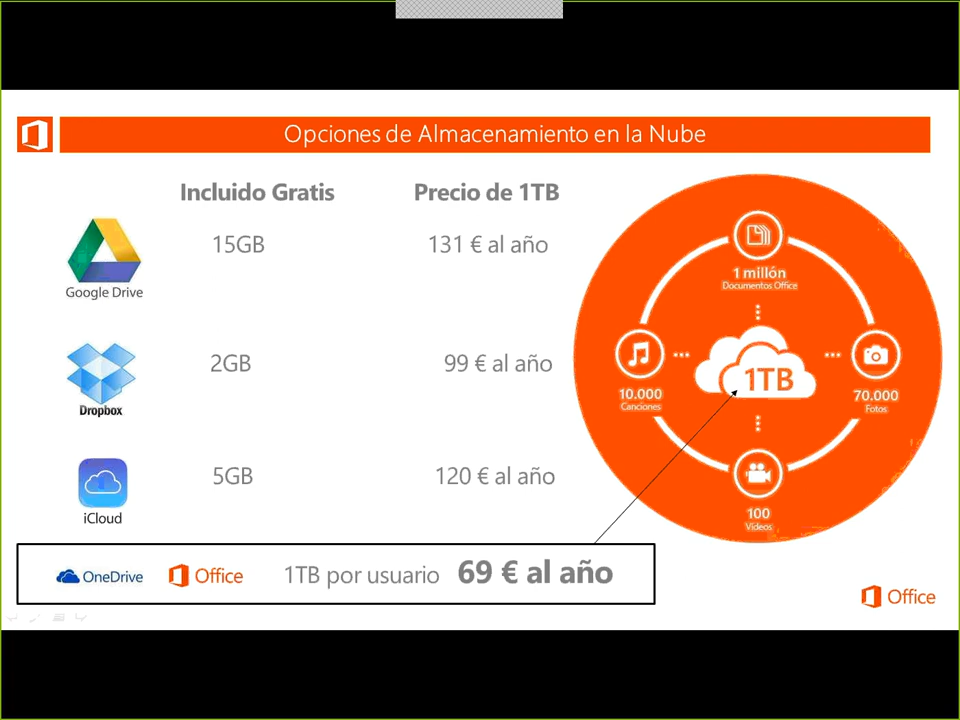 Opciones de Almacenamiento en la Nube
Incluido Gratis
Precio de 1TB
Google Drive
15GB
131 € al año
Dropbox
2GB
99 € al año
iCloud
5GB
120 € al año
OneDrive
Office
1TB por usuario
69 € al año
1 millón
Documentos Office
10.000
Canciones
1TB
70.000
Fotos
100
Vídeos
Office